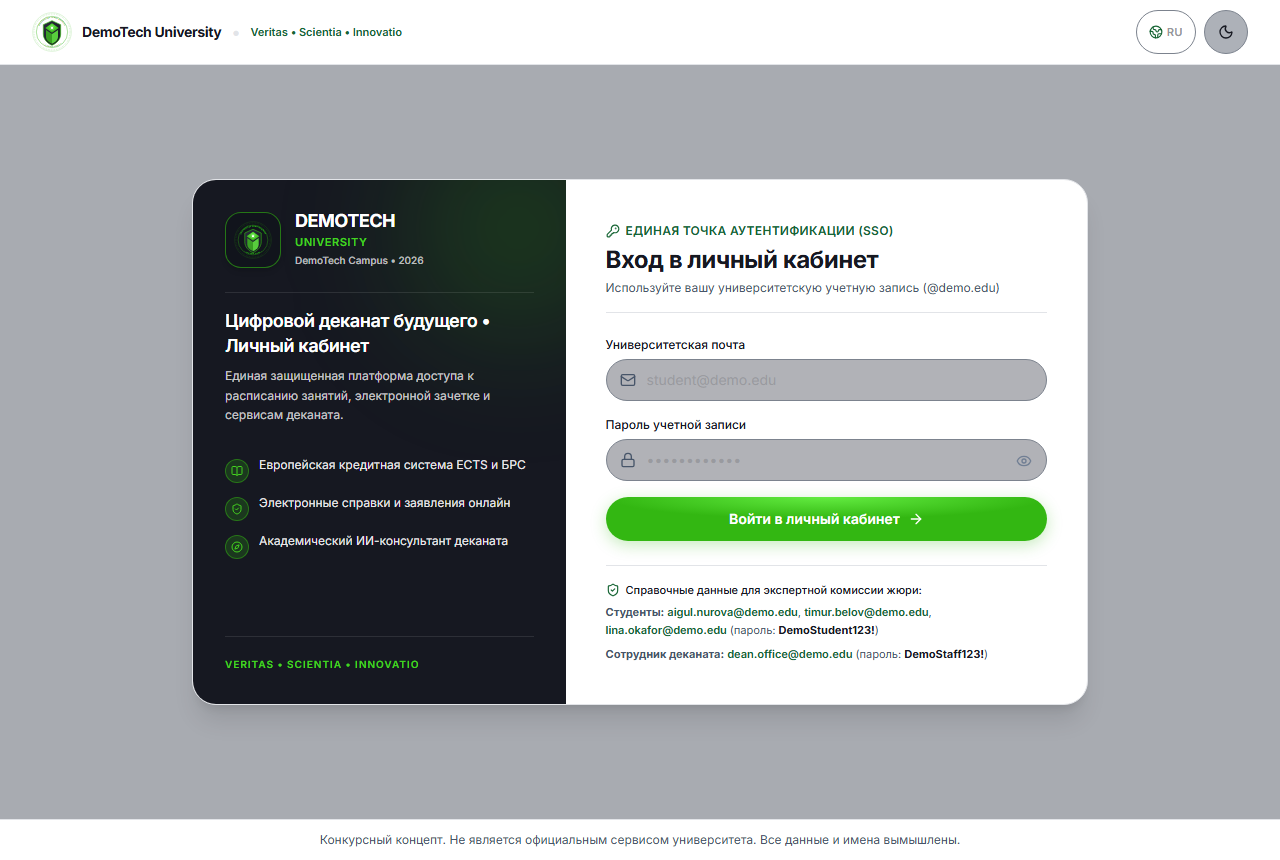 DemoTech University
Veritas • Scientia • Innovatio
RU
DEMOTECH
UNIVERSITY
DemoTech Campus • 2026
Цифровой деканат будущего •
Личный кабинет
Единая защищенная платформа доступа к
расписанию занятий, электронной зачетке и
сервисам деканата.
Европейская кредитная система ECTS и БРС
Электронные справки и заявления онлайн
Академический ИИ-консультант деканата
VERITAS • SCIENTIA • INNOVATIO
ЕДИНАЯ ТОЧКА АУТЕНТИФИКАЦИИ (SSO)
Вход в личный кабинет
Используйте вашу университетскую учетную запись (@demo.edu)
Университетская почта
student@demo.edu
Пароль учетной записи
••••••••••••
Войти в личный кабинет →
Справочные данные для экспертной комиссии жюри:
Студенты: aigul.nurova@demo.edu, timur.belov@demo.edu,
lina.okafor@demo.edu (пароль: DemoStudent123!)
Сотрудник деканата: dean.office@demo.edu (пароль: DemoStaff123!)
Конкурсный концепт. Не является официальным сервисом университета. Все данные и имена вымышлены.